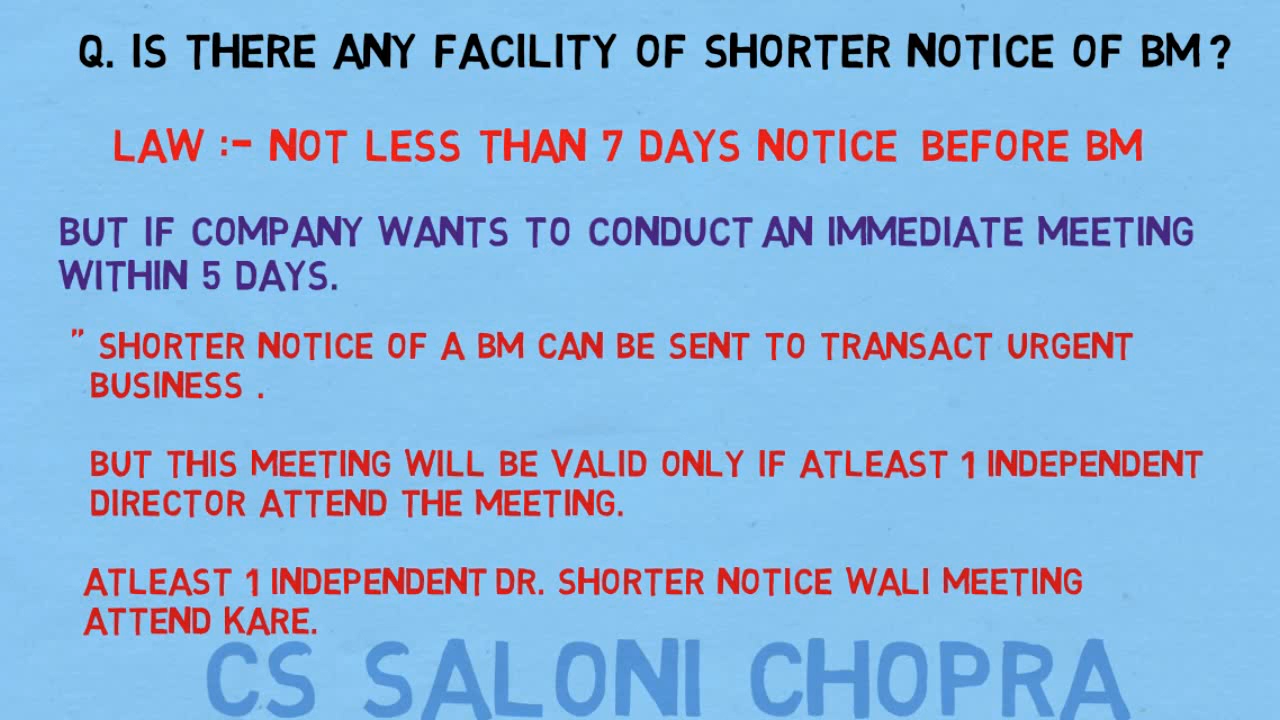 Q. IS THERE ANY FACILITY OF SHORTER NOTICE OF BM?
LAW :- NOT LESS THAN 7 DAYS NOTICE BEFORE BM
BUT IF COMPANY WANTS TO CONDUCT AN IMMEDIATE MEETING
WITHIN 5 DAYS.
" SHORTER NOTICE OF A BM CAN BE SENT TO TRANSACT URGENT
BUSINESS .
BUT THIS MEETING WILL BE VALID ONLY IF ATLEAST 1 INDEPENDENT
DIRECTOR ATTEND THE MEETING.
ATLEAST 1 INDEPENDENT DR. SHORTER NOTICE WALI MEETING
ATTEND KARE.
CS SALONI CHOPRA